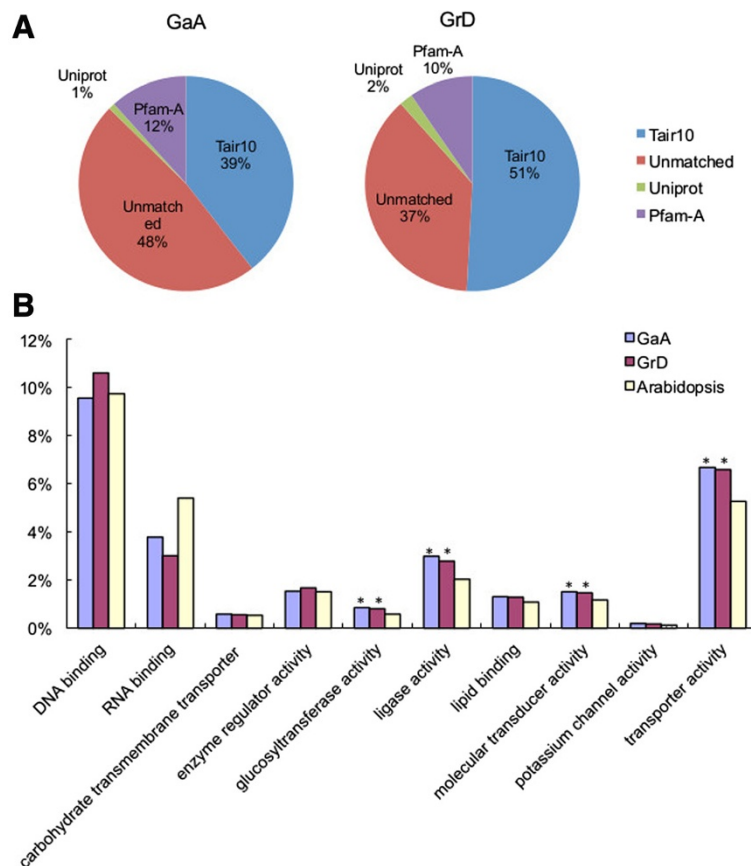 A
GaA
GrD
Uniprot
1%
Pfam-A
12%
Tair10
39%
Unmatch
ed
48%
Uniprot
2%
Pfam-A
10%
Tair10
51%
Unmatched
37%
Tair10
Unmatched
Uniprot
Pfam-A
B
12%
10%
8%
6%
4%
2%
0%
GaA
GrD
Arabidopsis
* *
* *
* *
* *
DNA binding
RNA binding
carbohydrate transmembrane transporter
enzyme regulator activity
glucosyltransferase activity
ligase activity
lipid binding
molecular transducer activity
potassium channel activity
transporter activity